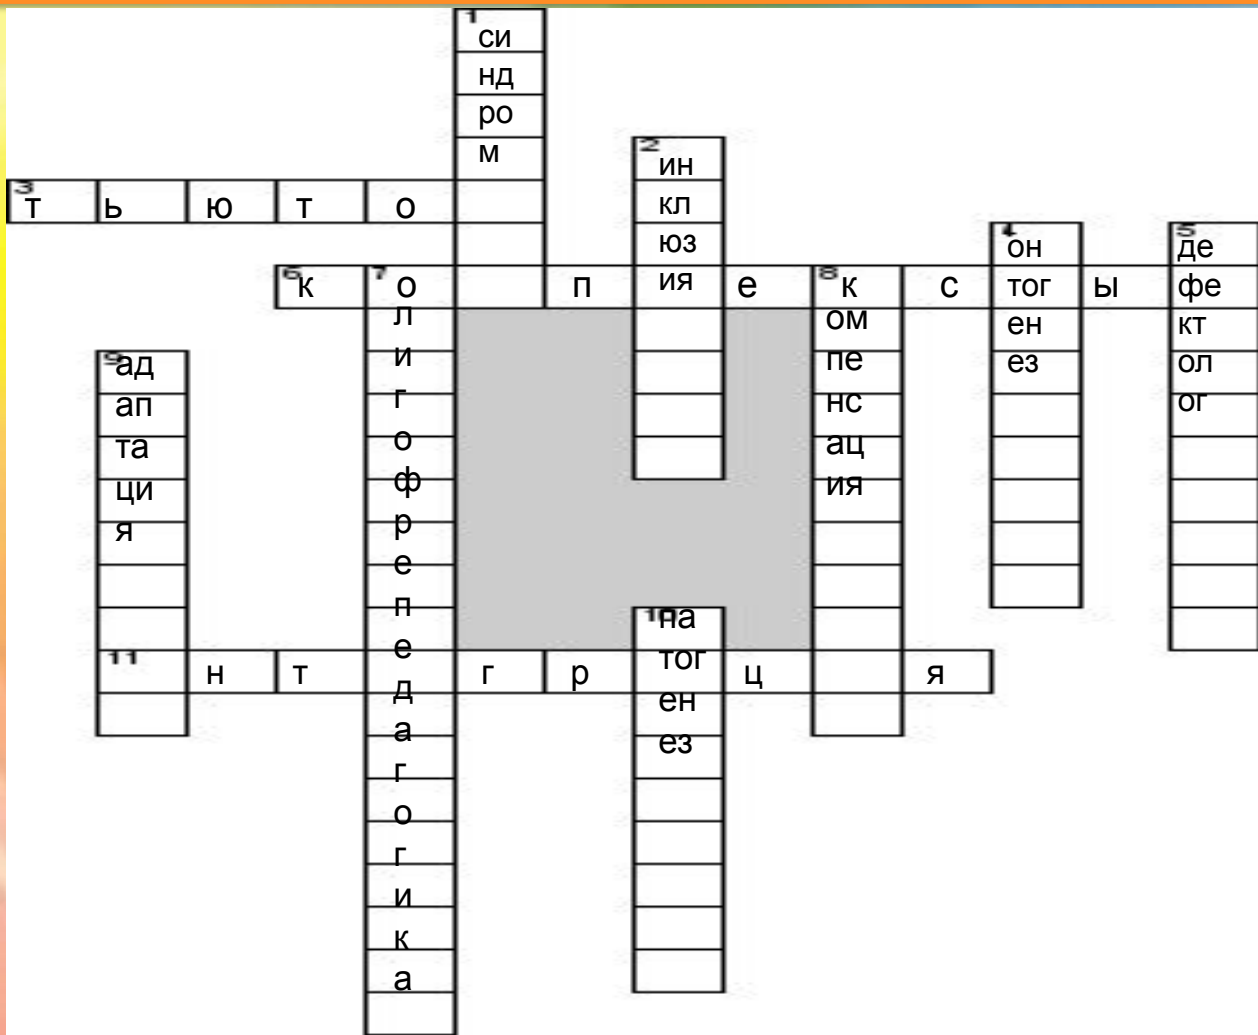 1
си
нд
ро
м
2
ин
кл
юз
ия
3
т ь ю т о
4
он
тог
ен
ез
5
де
фе
кт
ол
ог
6 7 8
к о п е к с ы
л
и
г
о
ф
р
е
п
е
д
а
г
о
г
и
к
а
ом
пе
нс
ац
ия
9
ад
ап
та
ци
я
10
па
тог
ен
ез
11
н т г р ц я